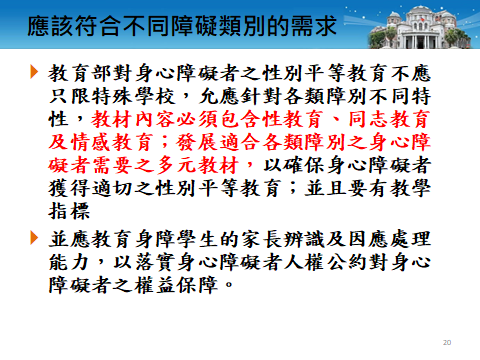 應該符合不同障礙類別的需求
教育部對身心障礙者之性別平等教育不應
只限特殊學校，允應針對各類障別不同特
性，教材內容必須包含性教育、同志教育
及情感教育；發展適合各類障別之身心障
礙者需要之多元教材，以確保身心障礙者
獲得適切之性別平等教育；並且要有教學
指標
並應教育身障學生的家長辨識及因應處理
能力，以落實身心障礙者人權公約對身心
障礙者之權益保障。
20